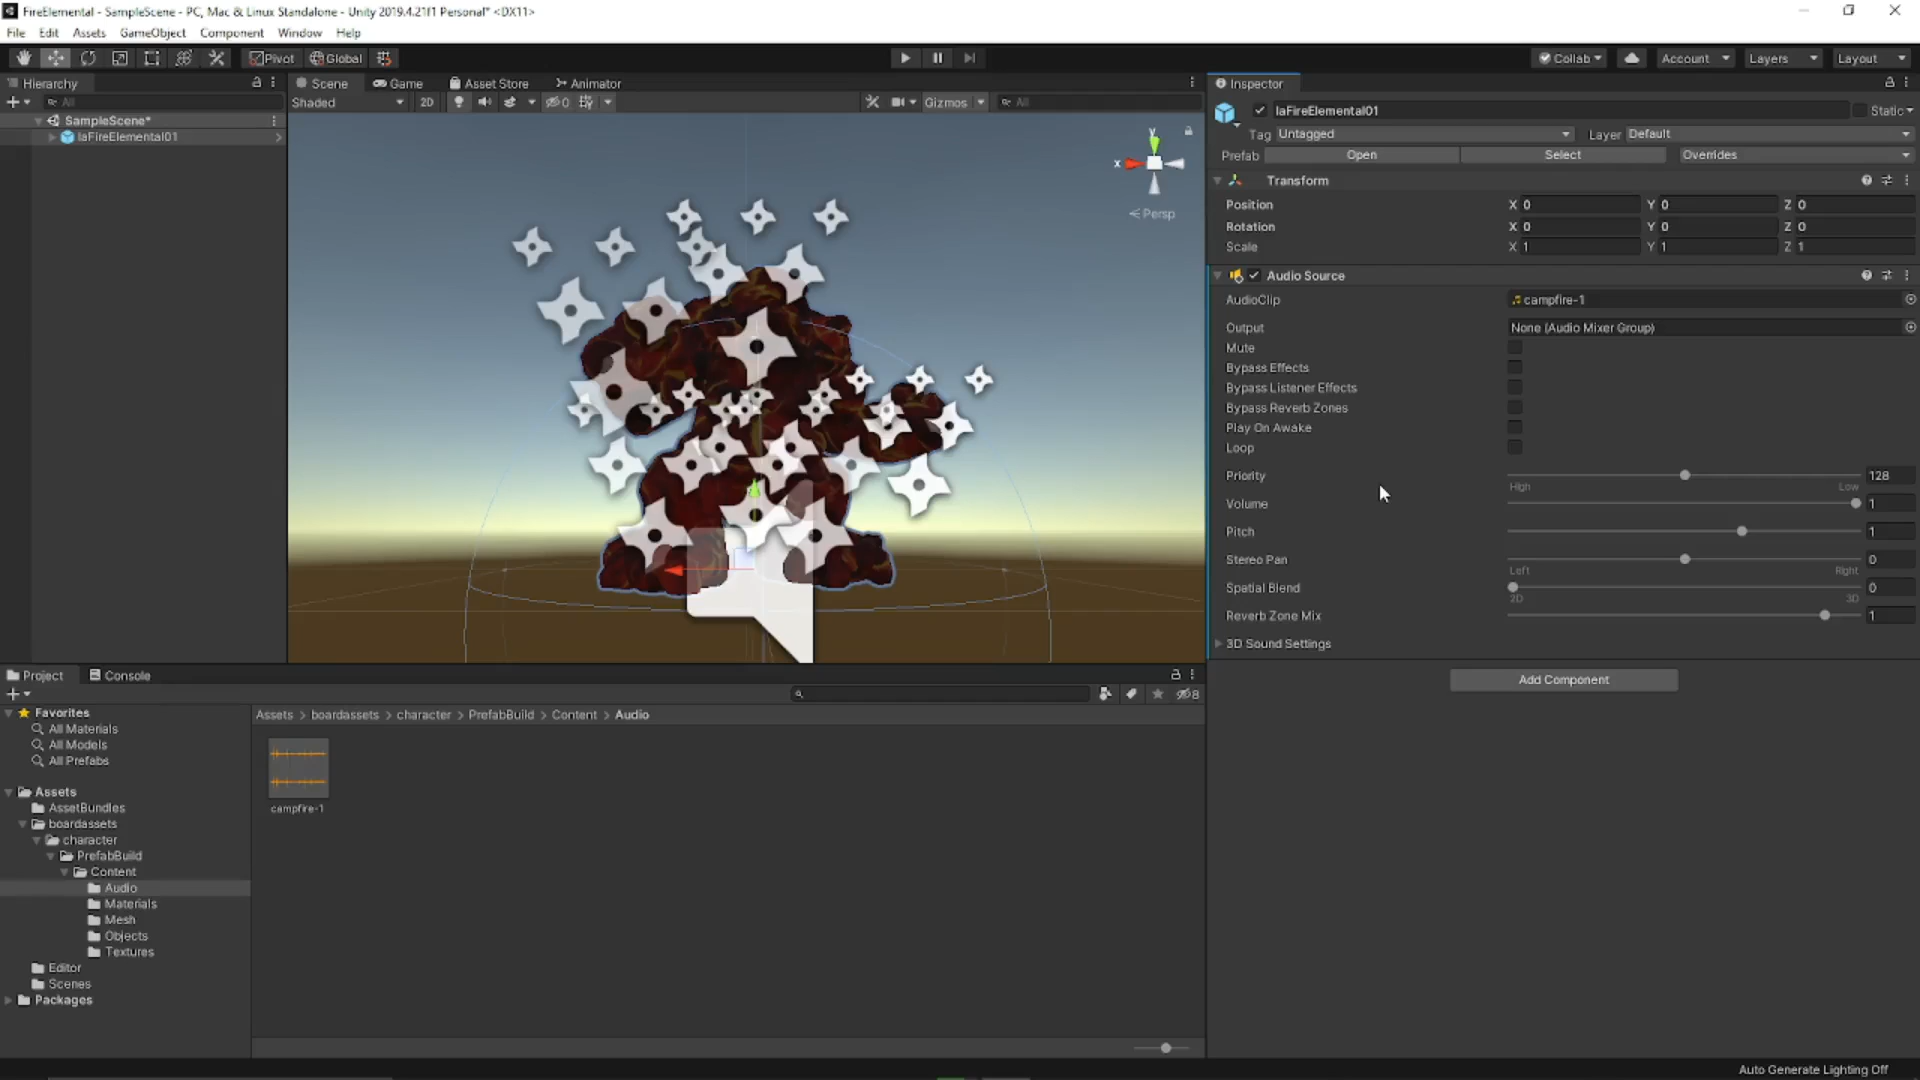 FireElemental - SampleScene - PC, Mac & Linux Standalone - Unity 2019.4.21f1 Personal* <DX11>
File Edit Assets GameObject Component Window Help
Pivot Global Collab Account Layers Layout
Hierarchy
All
SampleScene*
laFireElemental01
Scene Game Asset Store Animator
Shaded 2D 0 Gizmos All
y
x
Persp
Inspector
laFireElemental01 Static
Tag Untagged Layer Default
Prefab Open Select Overrides
Transform
Position X 0 Y 0 Z 0
Rotation X 0 Y 0 Z 0
Scale X 1 Y 1 Z 1
Audio Source
AudioClip campfire-1
Output None (Audio Mixer Group)
Mute
Bypass Effects
Bypass Listener Effects
Bypass Reverb Zones
Play On Awake
Loop
Priority 128
High Low
Volume 1
Pitch 1
Stereo Pan 0
Left Right
Spatial Blend 0
2D 3D
Reverb Zone Mix 1
3D Sound Settings
Add Component
Project Console
8
Favorites
All Materials
All Models
All Prefabs
Assets
AssetBundles
boardassets
character
PrefabBuild
Content
Audio
Materials
Mesh
Objects
Textures
Editor
Scenes
Packages
Assets > boardassets > character > PrefabBuild > Content > Audio
campfire-1
Auto Generate Lighting Off